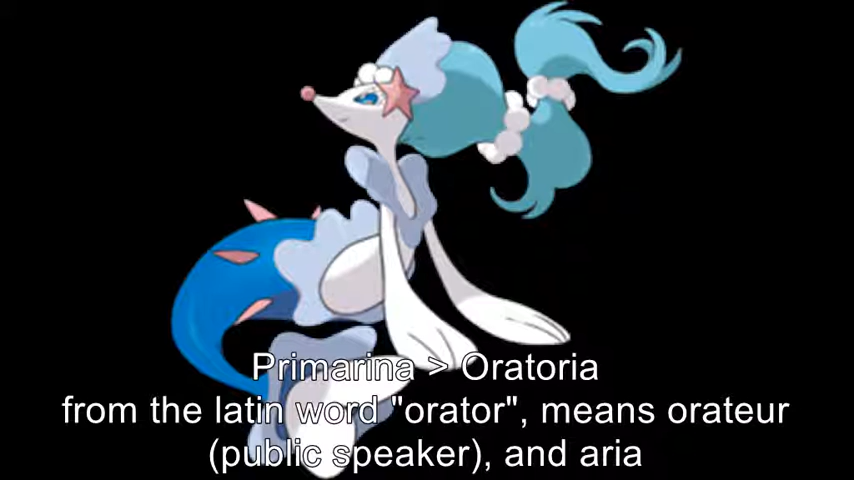 Primarina > Oratoria
from the latin word "orator", means orateur
(public speaker), and aria